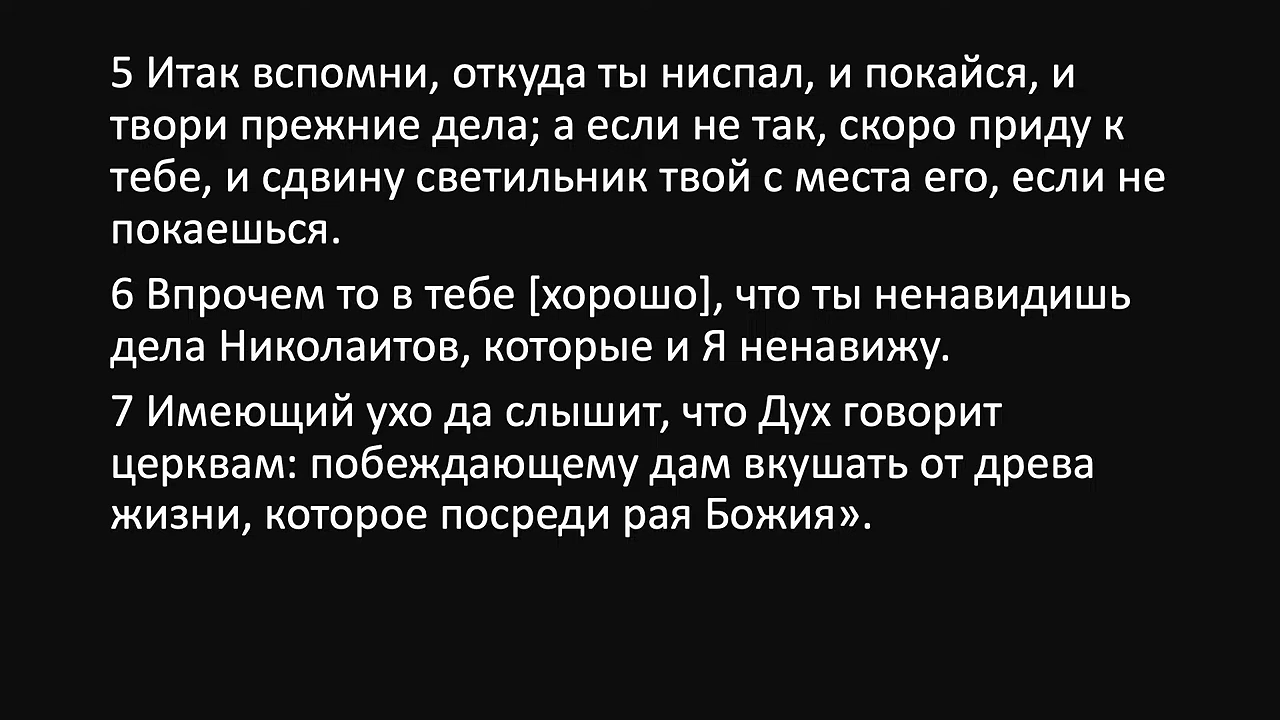 5 Итак вспомни, откуда ты ниспал, и покайся, и
твори прежние дела; а если не так, скоро приду к
тебе, и сдвину светильник твой с места его, если не
покаешься.
6 Впрочем то в тебе [хорошо], что ты ненавидишь
дела Николаитов, которые и Я ненавижу.
7 Имеющий ухо да слышит, что Дух говорит
церквам: побеждающему дам вкушать от древа
жизни, которое посреди рая Божия».